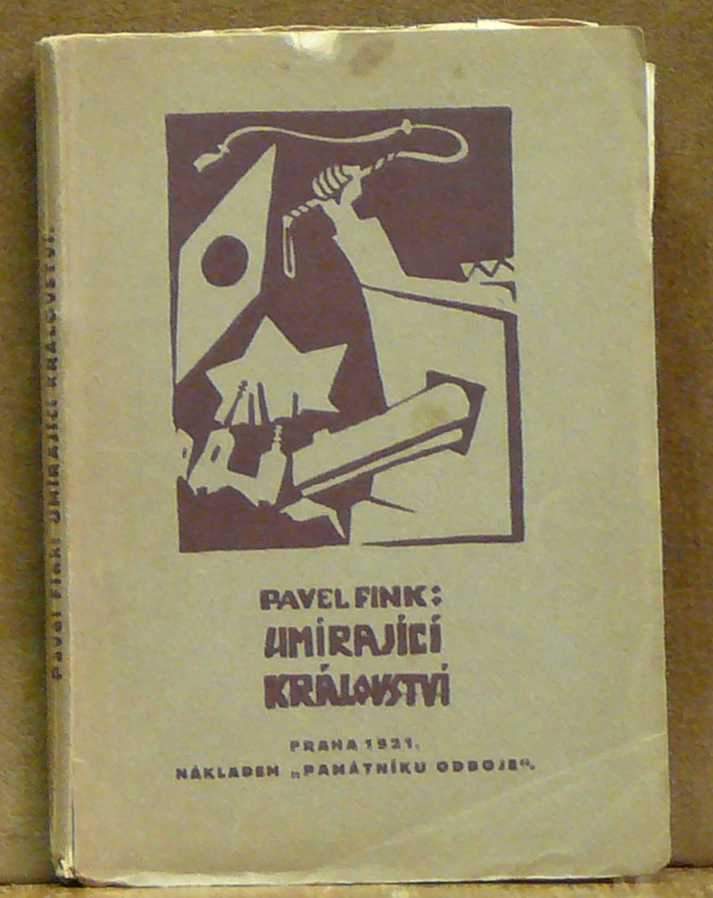 PAVEL FINK: UMÍRAJÍCÍ KRÁLOVSTVÍ.
PAVEL FINK:
UMÍRAJÍCÍ
KRÁLOVSTVÍ
PRAHA 1921.
NÁKLADEM „PAMÁTNÍKU ODBOJE“.